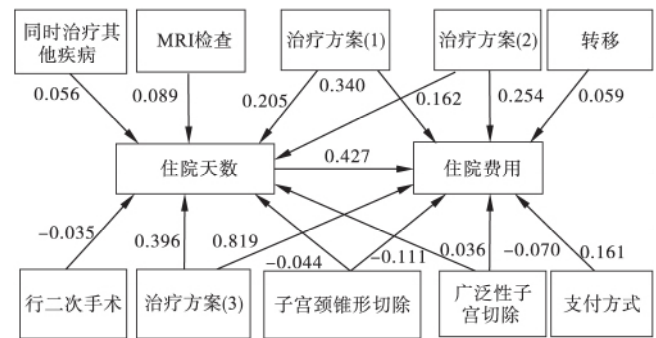 同时治疗其
他疾病
MRI检查
治疗方案(1)
治疗方案(2)
转移
0.056
0.089
0.205
0.340
0.162
0.254
0.059
住院天数
0.427
住院费用
-0.035
0.396
0.819
-0.044
-0.111
0.036
-0.070
0.161
行二次手术
治疗方案(3)
子宫颈锥形切除
广泛性子
宫切除
支付方式